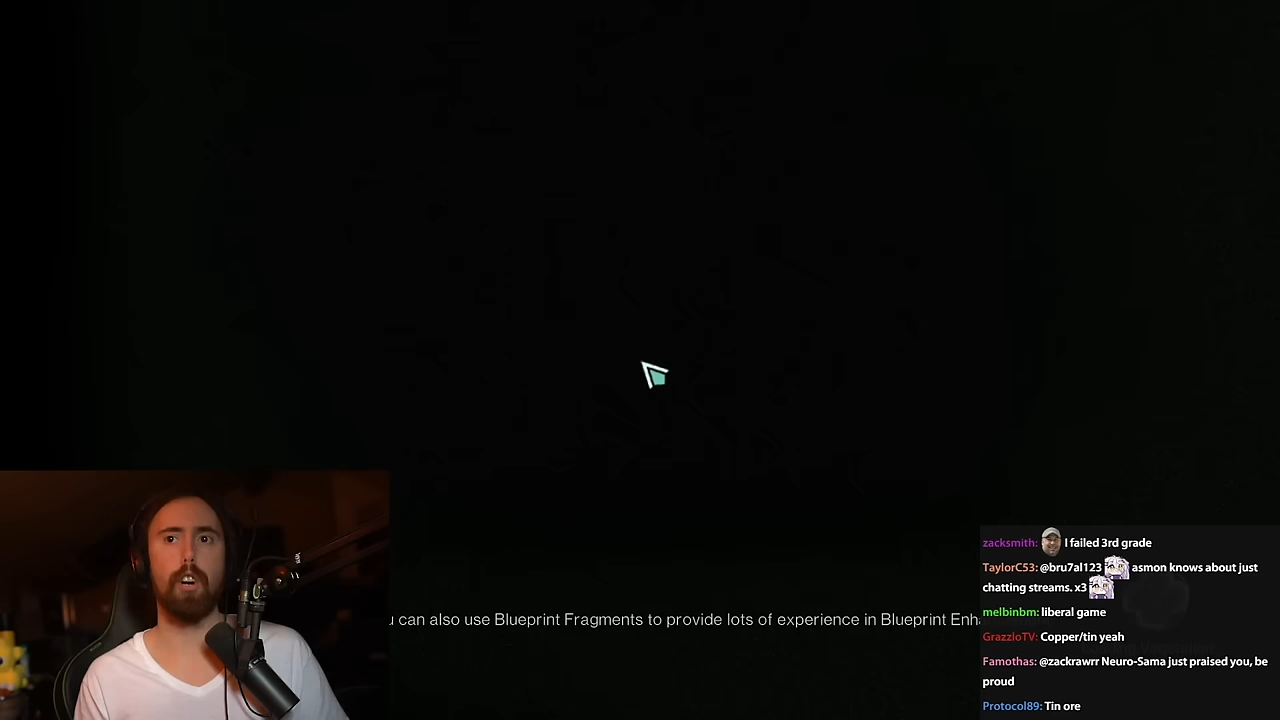 u can also use Blueprint Fragments to provide lots of experience in Blueprint Enh
zacksmith: I failed 3rd grade
TaylorC53: @bru7al123 asmon knows about just
chatting streams. x3
melbinbm: liberal game
GrazzloTV: Copper/tin yeah
Famothas: @zackrawrr Neuro-Sama just praised you, be
proud
Protocol89: Tin ore